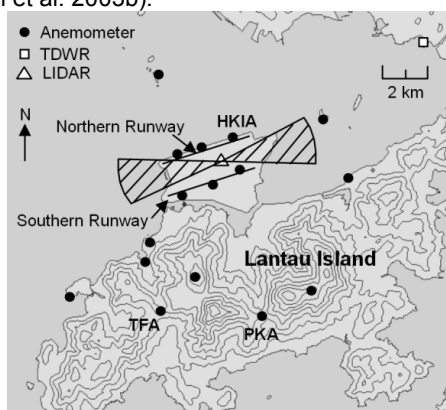 et al. 2003b).
Anemometer
TDWR
LIDAR
2 km
N
HKIA
Northern Runway
Southern Runway
Lantau Island
TFA
PKA